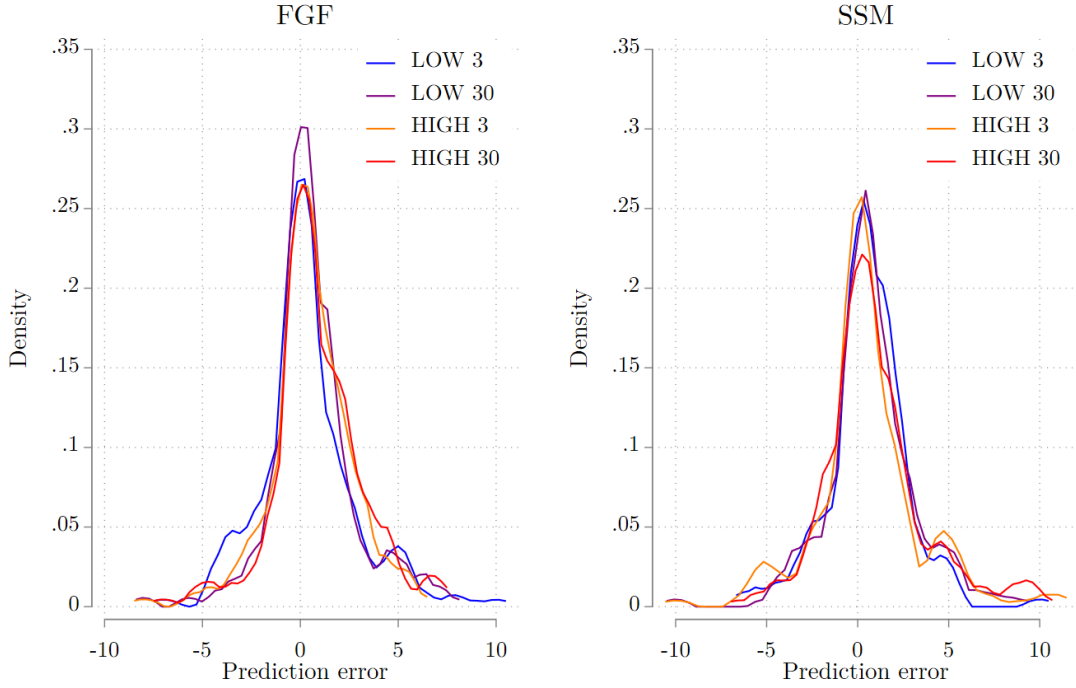 FGF
.35
.3
.25
.2
.15
.1
.05
0
Density
-10
-5
0
5
10
Prediction error
LOW 3
LOW 30
HIGH 3
HIGH 30
SSM
.35
.3
.25
.2
.15
.1
.05
0
Density
-10
-5
0
5
10
Prediction error
LOW 3
LOW 30
HIGH 3
HIGH 30